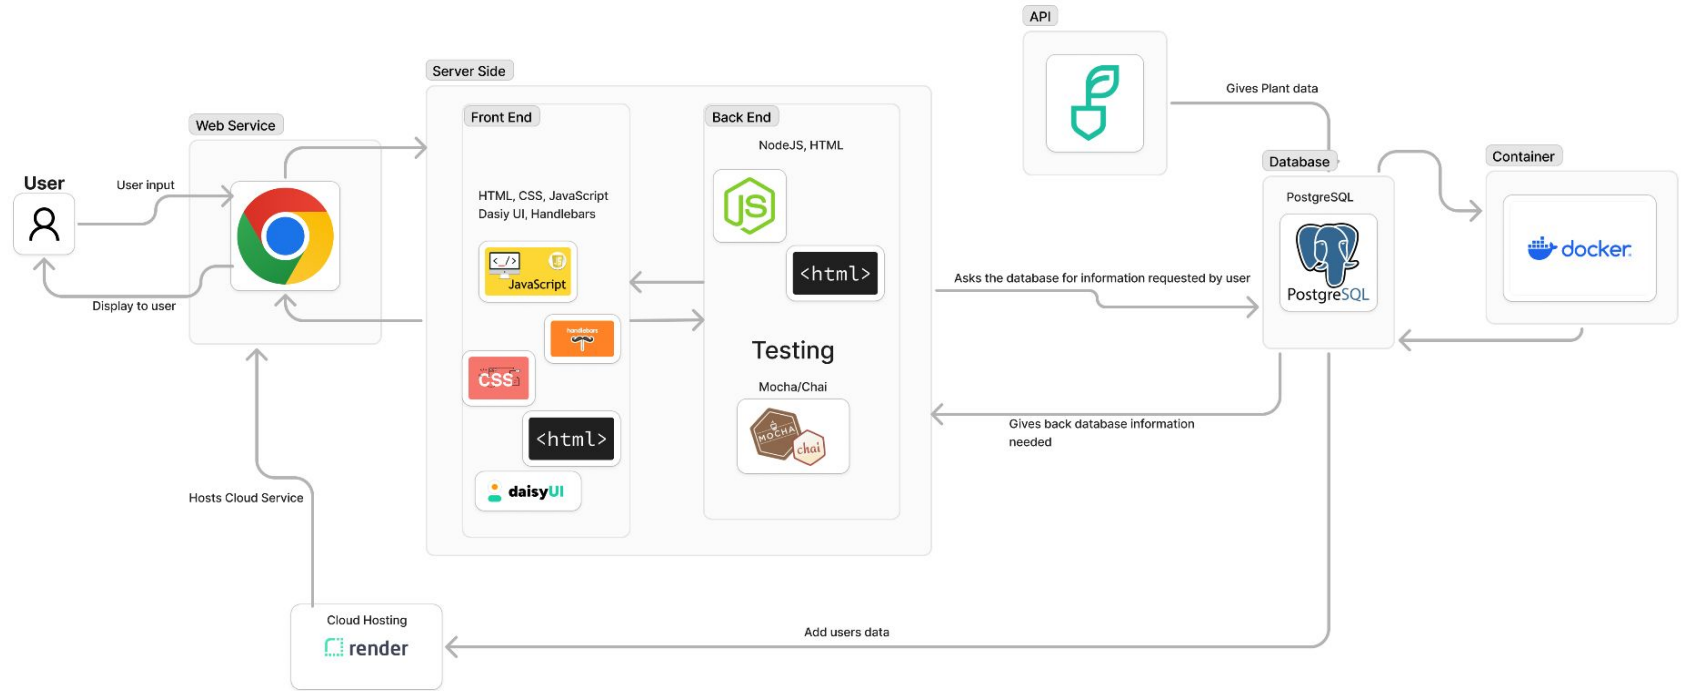 API
Server Side
Gives Plant data
Front End
Back End
Web Service
NodeJS, HTML
Database
Container
User
User input
HTML, CSS, JavaScript
Dasiy UI, Handlebars
PostgreSQL
JS
docker
<_/>
JavaScript
<html>
Asks the database for information requested by user
PostgreSQL
Display to user
handlebars
Testing
CSS
Mocha/Chai
MOCHA
chai
<html>
Gives back database information
needed
daisyUI
Hosts Cloud Service
Cloud Hosting
render
Add users data